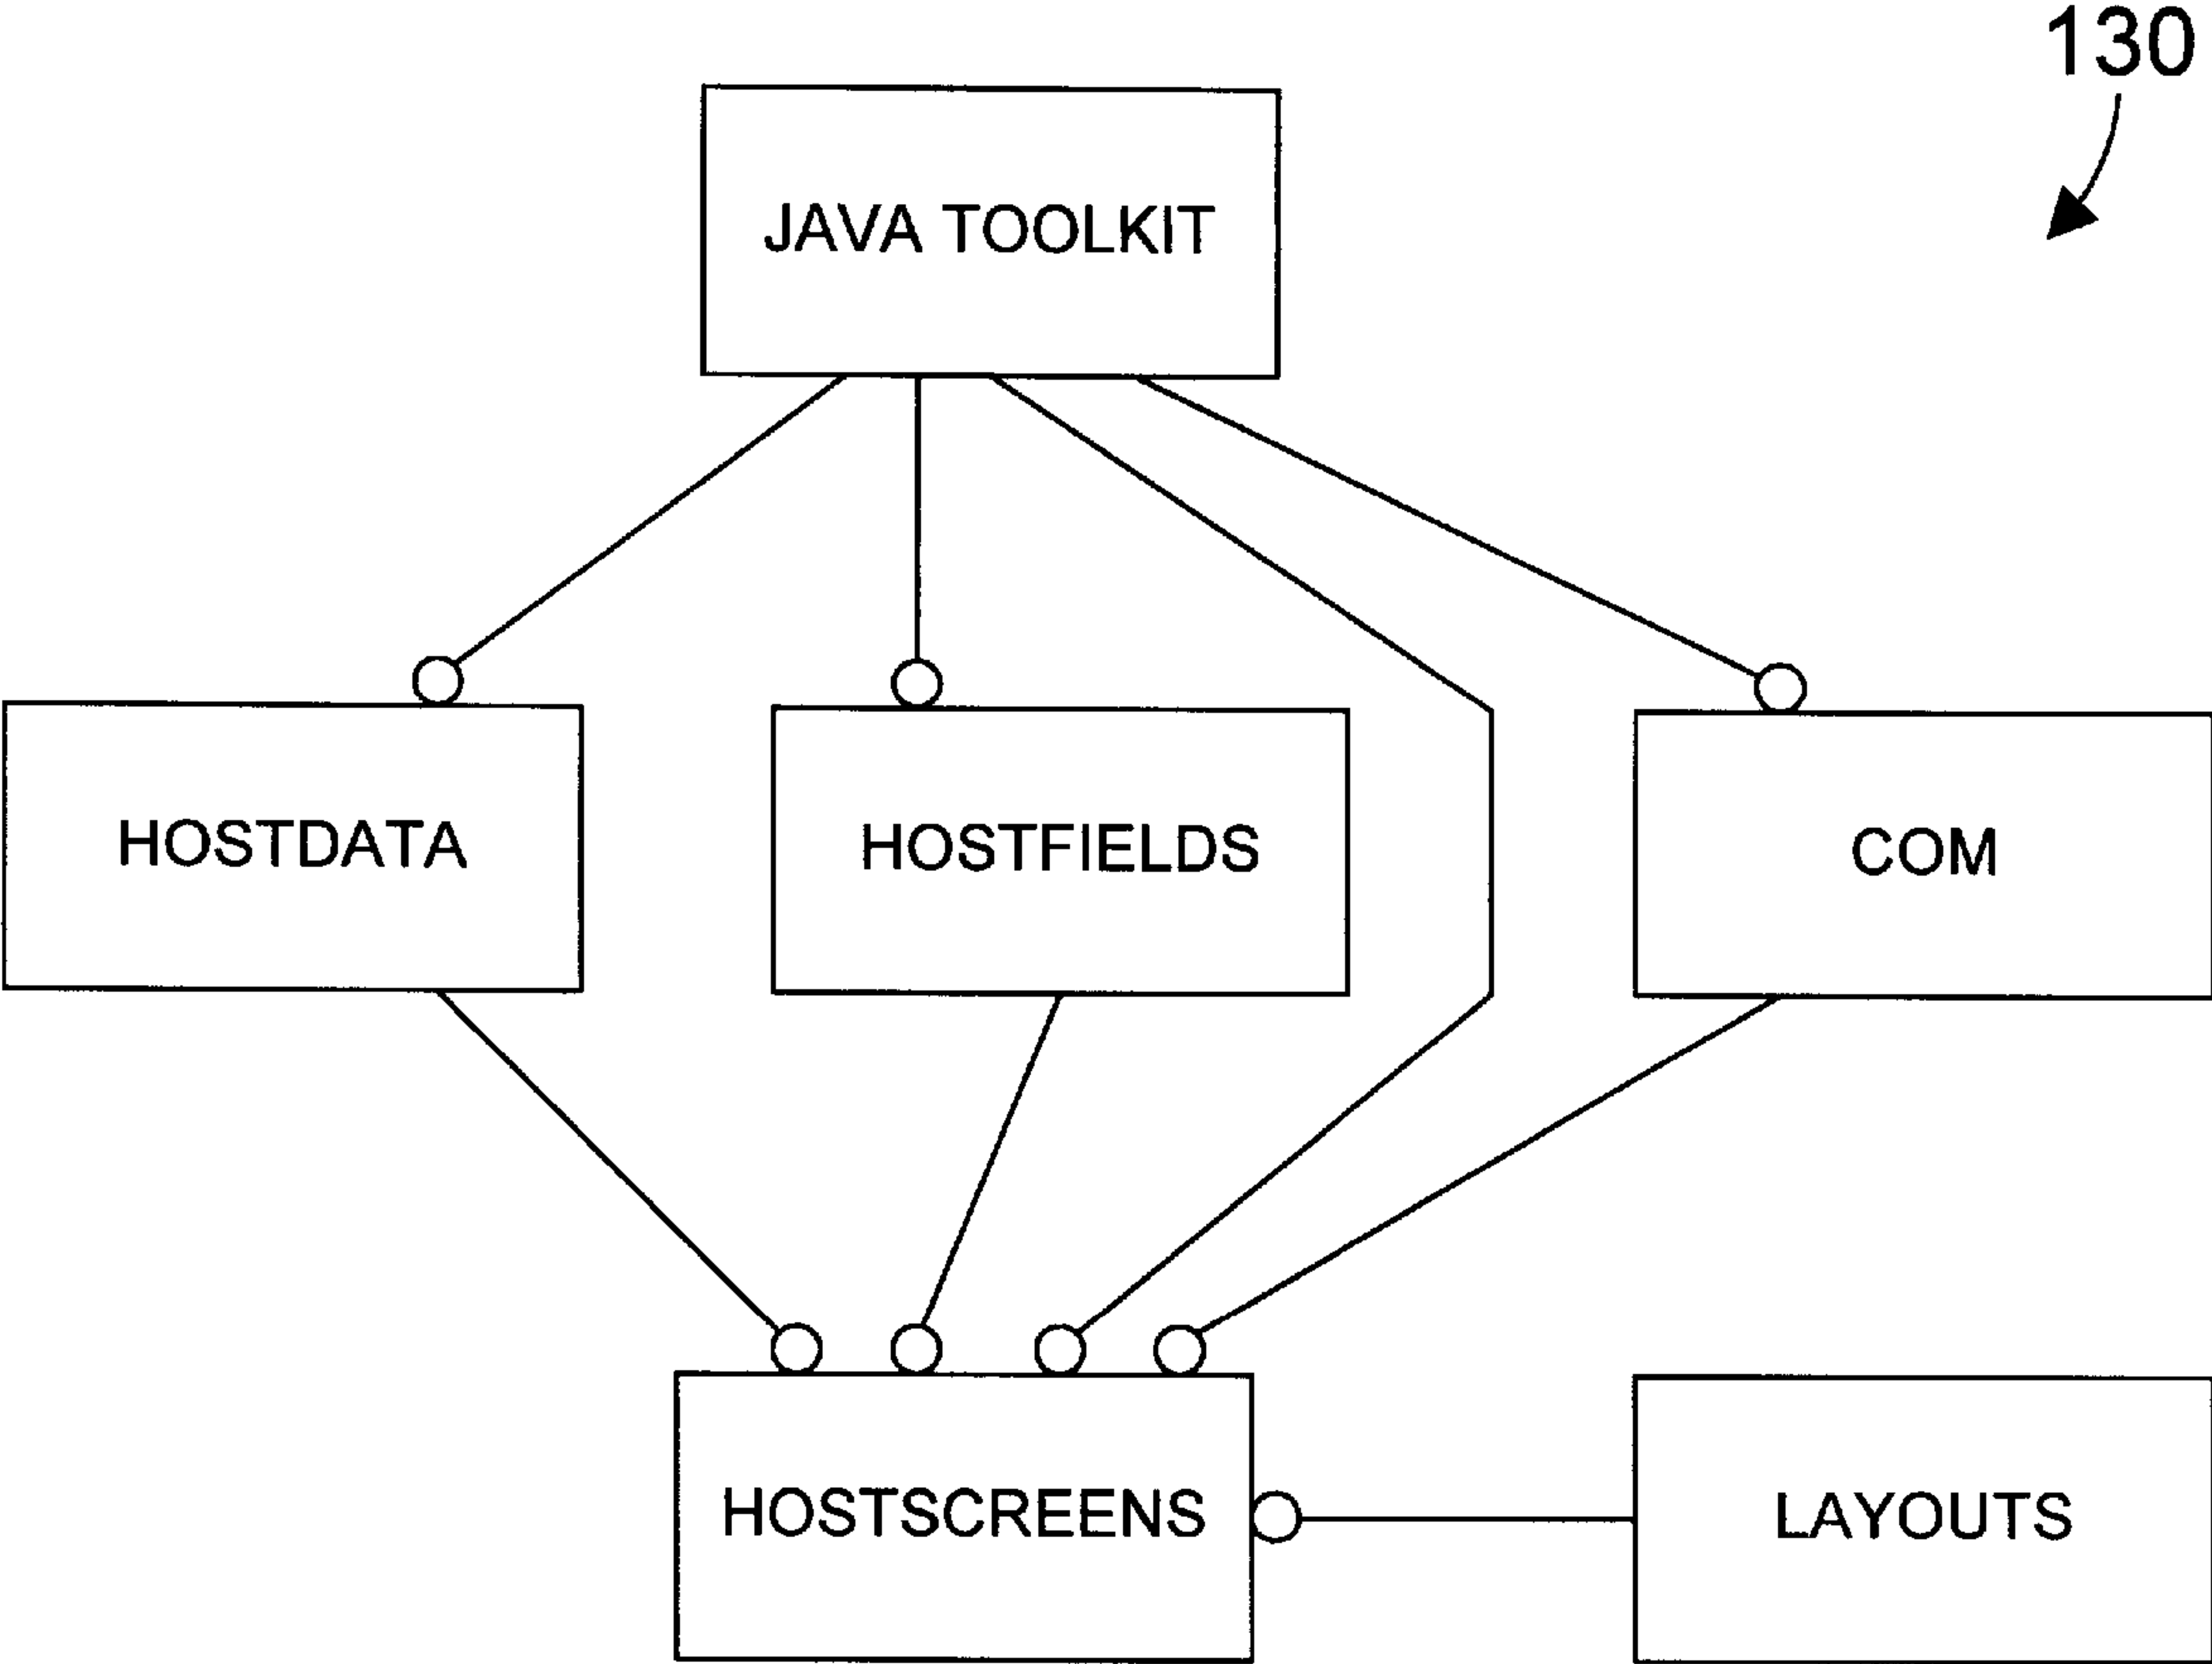 130
JAVA TOOLKIT
HOSTDATA
HOSTFIELDS
COM
HOSTSCREENS
LAYOUTS